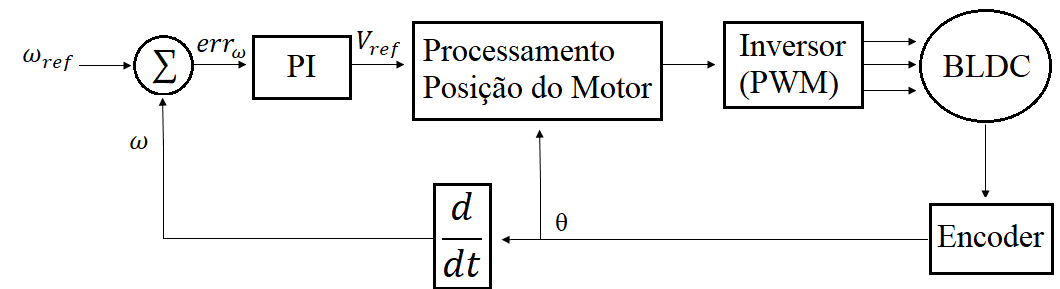 ω_ref
∑
err_ω
PI
V_ref
Processamento
Posição do Motor
Inversor
(PWM)
BLDC
ω
d
dt
θ
Encoder